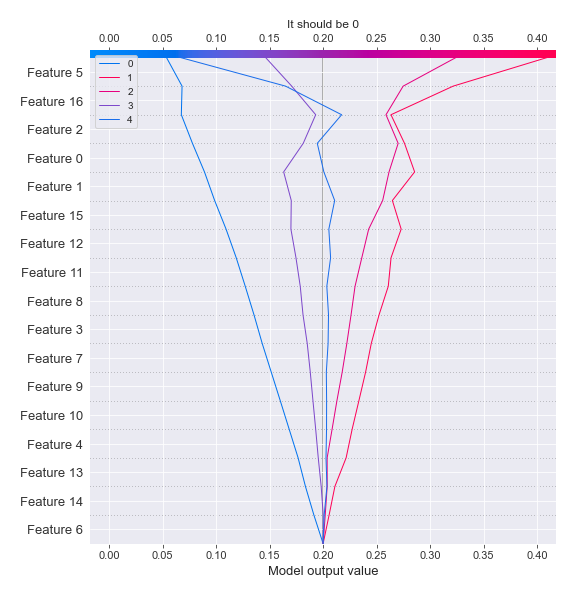 It should be 0
0.00 0.05 0.10 0.15 0.20 0.25 0.30 0.35 0.40
0
1
2
3
4
Feature 5
Feature 16
Feature 2
Feature 0
Feature 1
Feature 15
Feature 12
Feature 11
Feature 8
Feature 3
Feature 7
Feature 9
Feature 10
Feature 4
Feature 13
Feature 14
Feature 6
0.00 0.05 0.10 0.15 0.20 0.25 0.30 0.35 0.40
Model output value